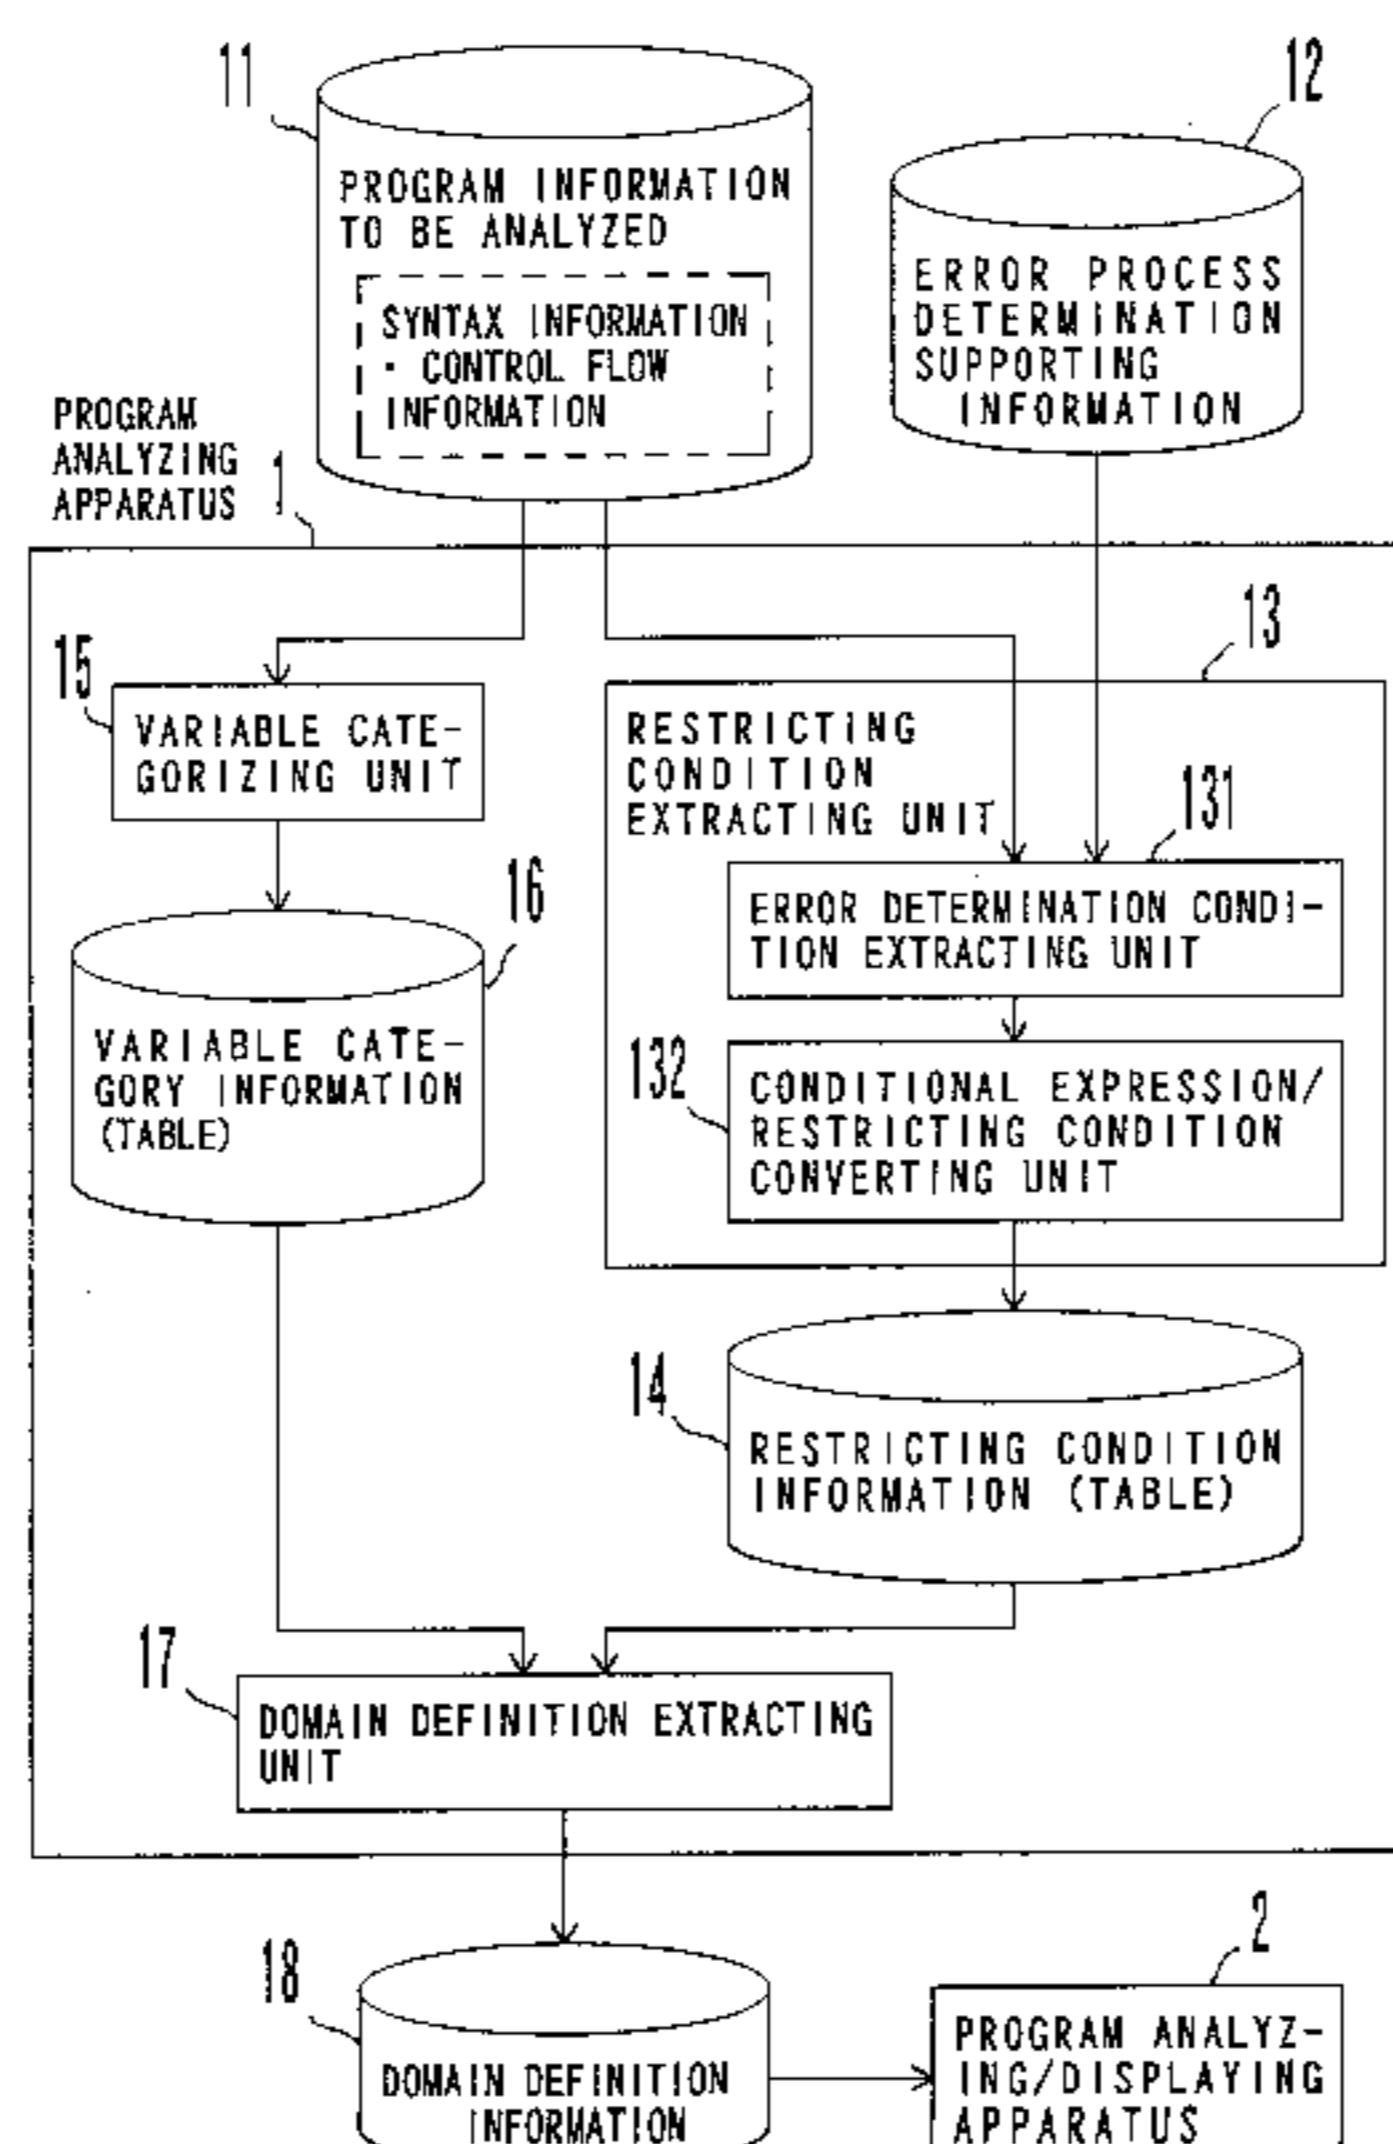 11
12
PROGRAM INFORMATION
TO BE ANALYZED
SYNTAX INFORMATION
· CONTROL FLOW
INFORMATION
ERROR PROCESS
DETERMINATION
SUPPORTING
INFORMATION
PROGRAM
ANALYZING
APPARATUS 1
13
15
VARIABLE CATE-
GORIZING UNIT
RESTRICTING
CONDITION
EXTRACTING UNIT
131
ERROR DETERMINATION CONDI-
TION EXTRACTING UNIT
16
VARIABLE CATE-
GORY INFORMATION
(TABLE)
132
CONDITIONAL EXPRESSION/
RESTRICTING CONDITION
CONVERTING UNIT
14
RESTRICTING CONDITION
INFORMATION (TABLE)
17
DOMAIN DEFINITION EXTRACTING
UNIT
18
2
DOMAIN DEFINITION
INFORMATION
PROGRAM ANALYZ-
ING/DISPLAYING
APPARATUS